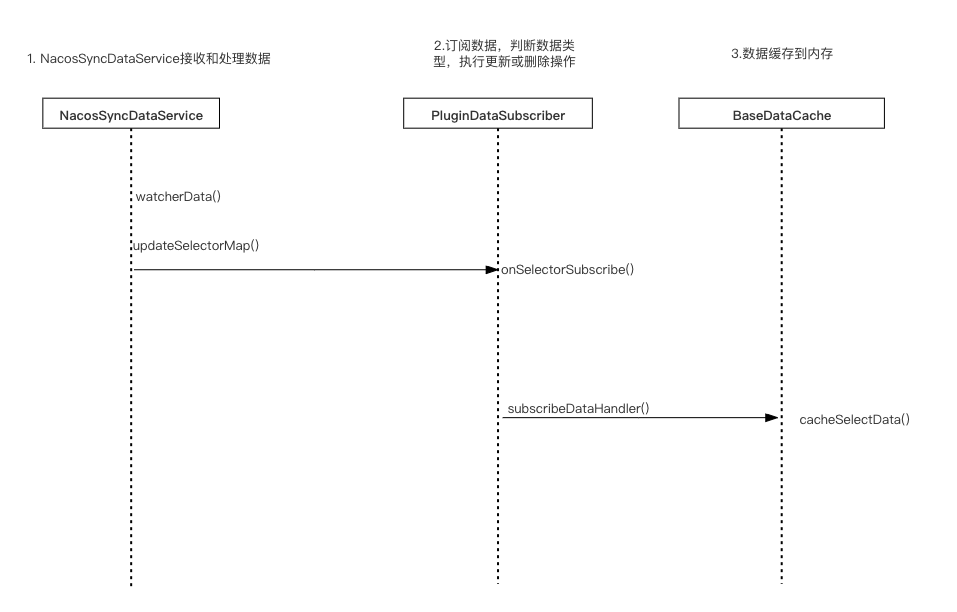 1. NacosSyncDataService接收和处理数据
2.订阅数据，判断数据类
型，执行更新或删除操作
3.数据缓存到内存
NacosSyncDataService
PluginDataSubscriber
BaseDataCache
watcherData()
updateSelectorMap()
onSelectorSubscribe()
subscribeDataHandler()
cacheSelectData()